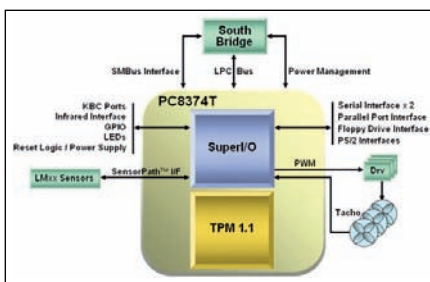 South
Bridge
SMBus Interface
LPC Bus
Power Management
PC8374T
KBC Ports
Infrared Interface
GPIO
LEDs
Reset Logic / Power Supply
SuperI/O
Serial Interface x 2
Parallel Port Interface
Floppy Drive Interface
PS/2 Interfaces
LMxx Sensors
SensorPath™ I/F
PWM
Drv
Tacho
TPM 1.1